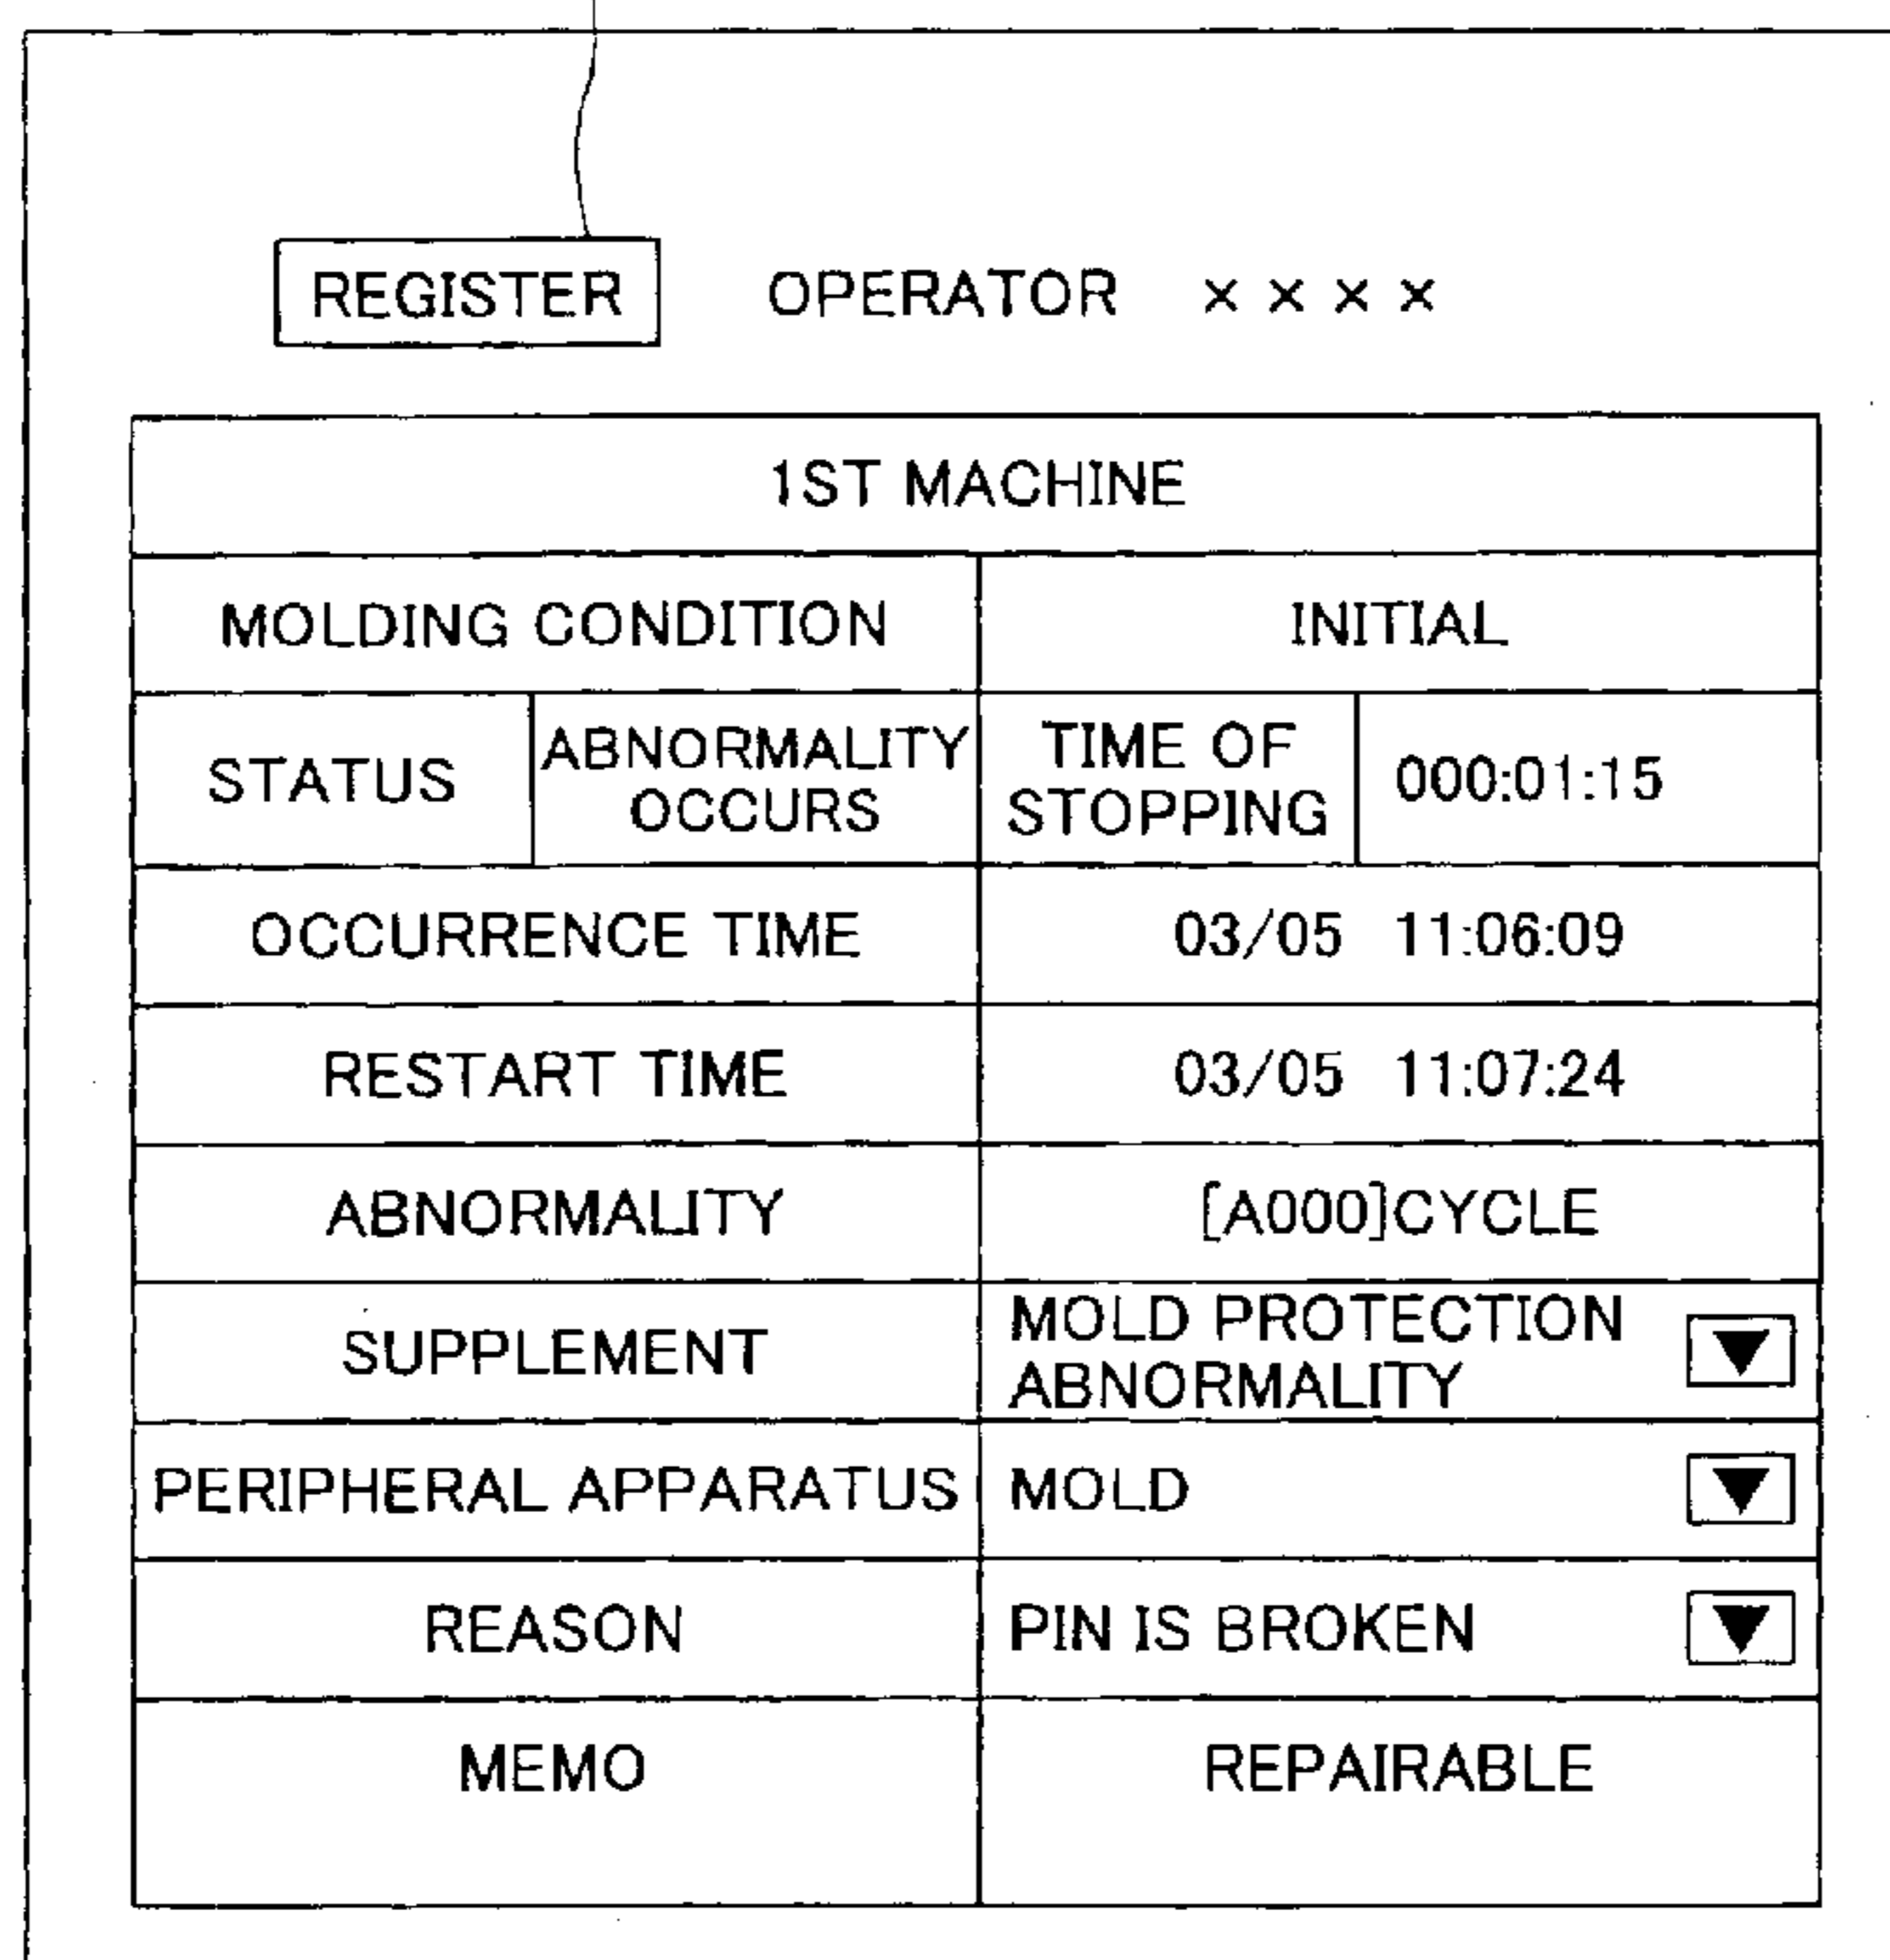 REGISTER OPERATOR ××××
1ST MACHINE
MOLDING CONDITION INITIAL
STATUS ABNORMALITY OCCURS TIME OF STOPPING 000:01:15
OCCURRENCE TIME 03/05 11:06:09
RESTART TIME 03/05 11:07:24
ABNORMALITY [A000]CYCLE
SUPPLEMENT MOLD PROTECTION ABNORMALITY ▼
PERIPHERAL APPARATUS MOLD ▼
REASON PIN IS BROKEN ▼
MEMO REPAIRABLE